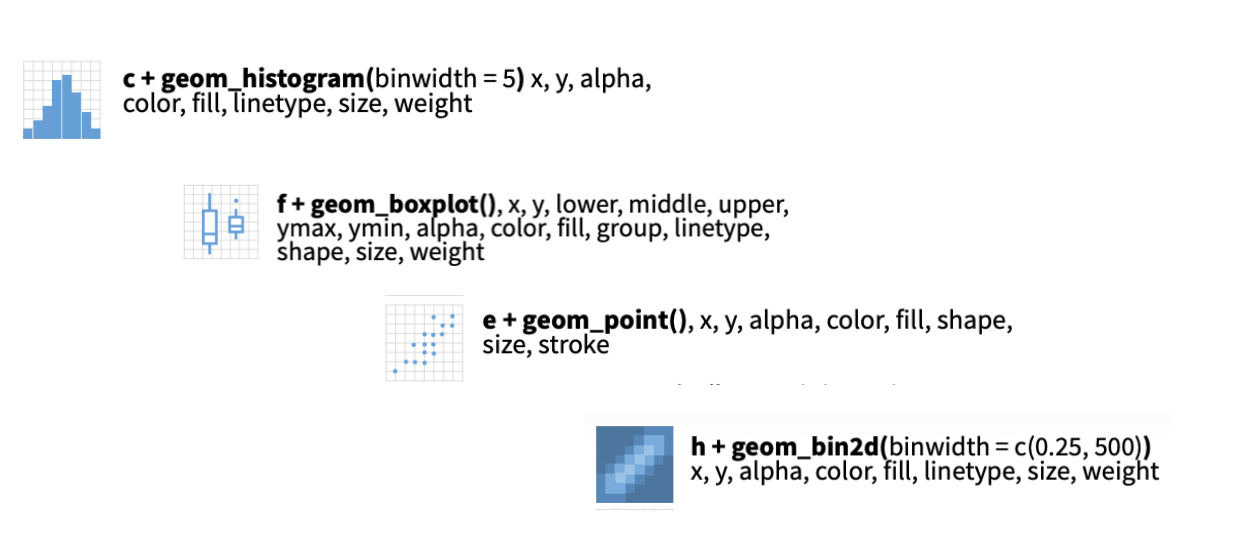 c + geom_histogram(binwidth = 5) x, y, alpha,
color, fill, linetype, size, weight
f + geom_boxplot(), x, y, lower, middle, upper,
ymax, ymin, alpha, color, fill, group, linetype,
shape, size, weight
e + geom_point(), x, y, alpha, color, fill, shape,
size, stroke
h + geom_bin2d(binwidth = c(0.25, 500))
x, y, alpha, color, fill, linetype, size, weight